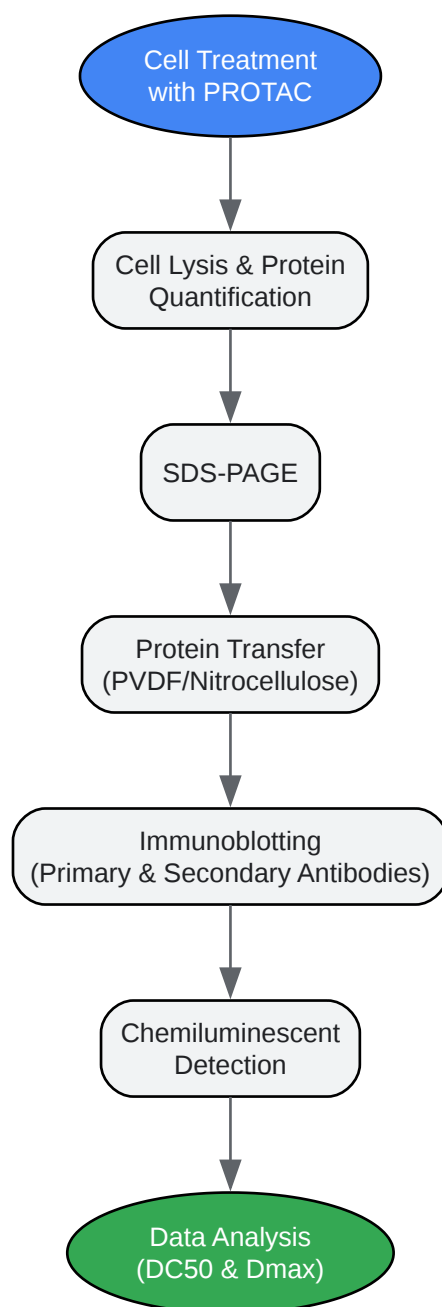 Cell Treatment
with PROTAC
Cell Lysis & Protein
Quantification
SDS-PAGE
Protein Transfer
(PVDF/Nitrocellulose)
Immunoblotting
(Primary & Secondary Antibodies)
Chemiluminescent
Detection
Data Analysis
(DC50 & Dmax)